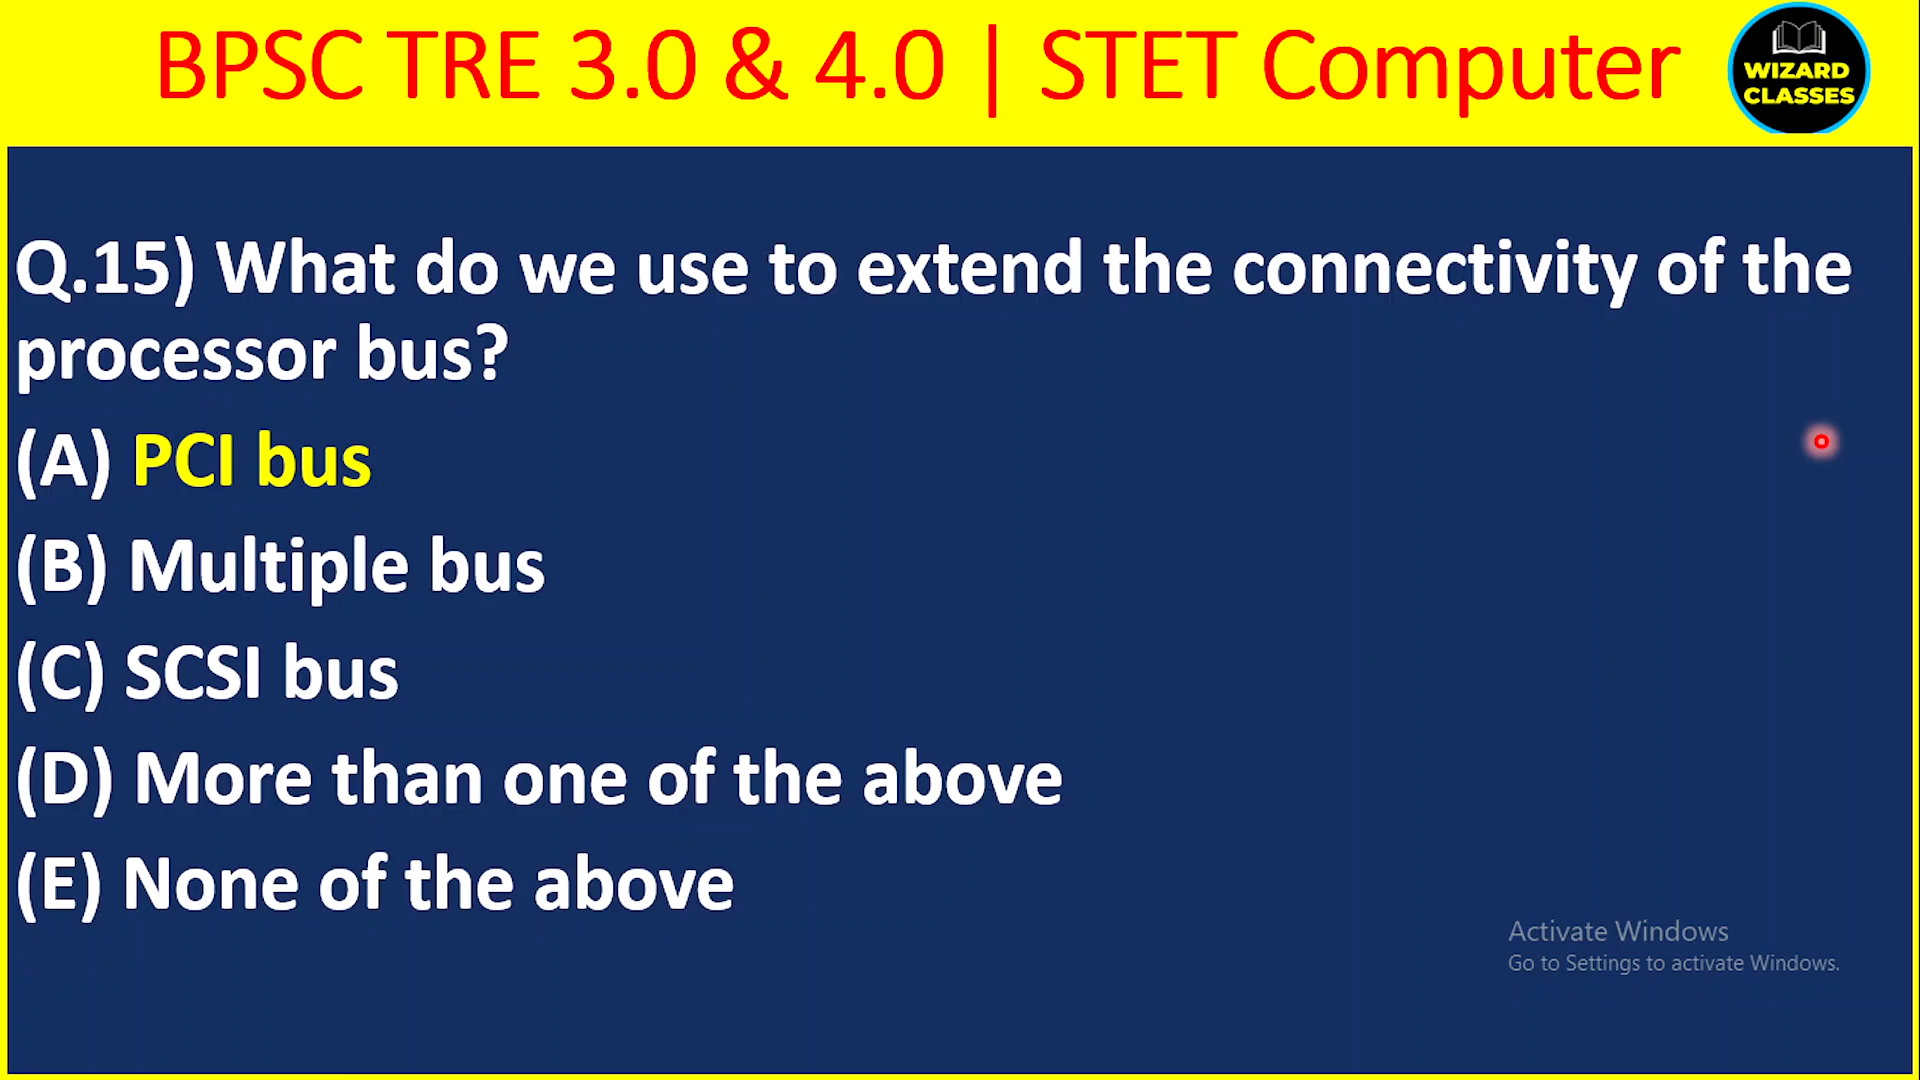 BPSC TRE 3.0 & 4.0 | STET Computer
WIZARD
CLASSES
Q.15) What do we use to extend the connectivity of the
processor bus?
(A) PCI bus
(B) Multiple bus
(C) SCSI bus
(D) More than one of the above
(E) None of the above
Activate Windows
Go to Settings to activate Windows.